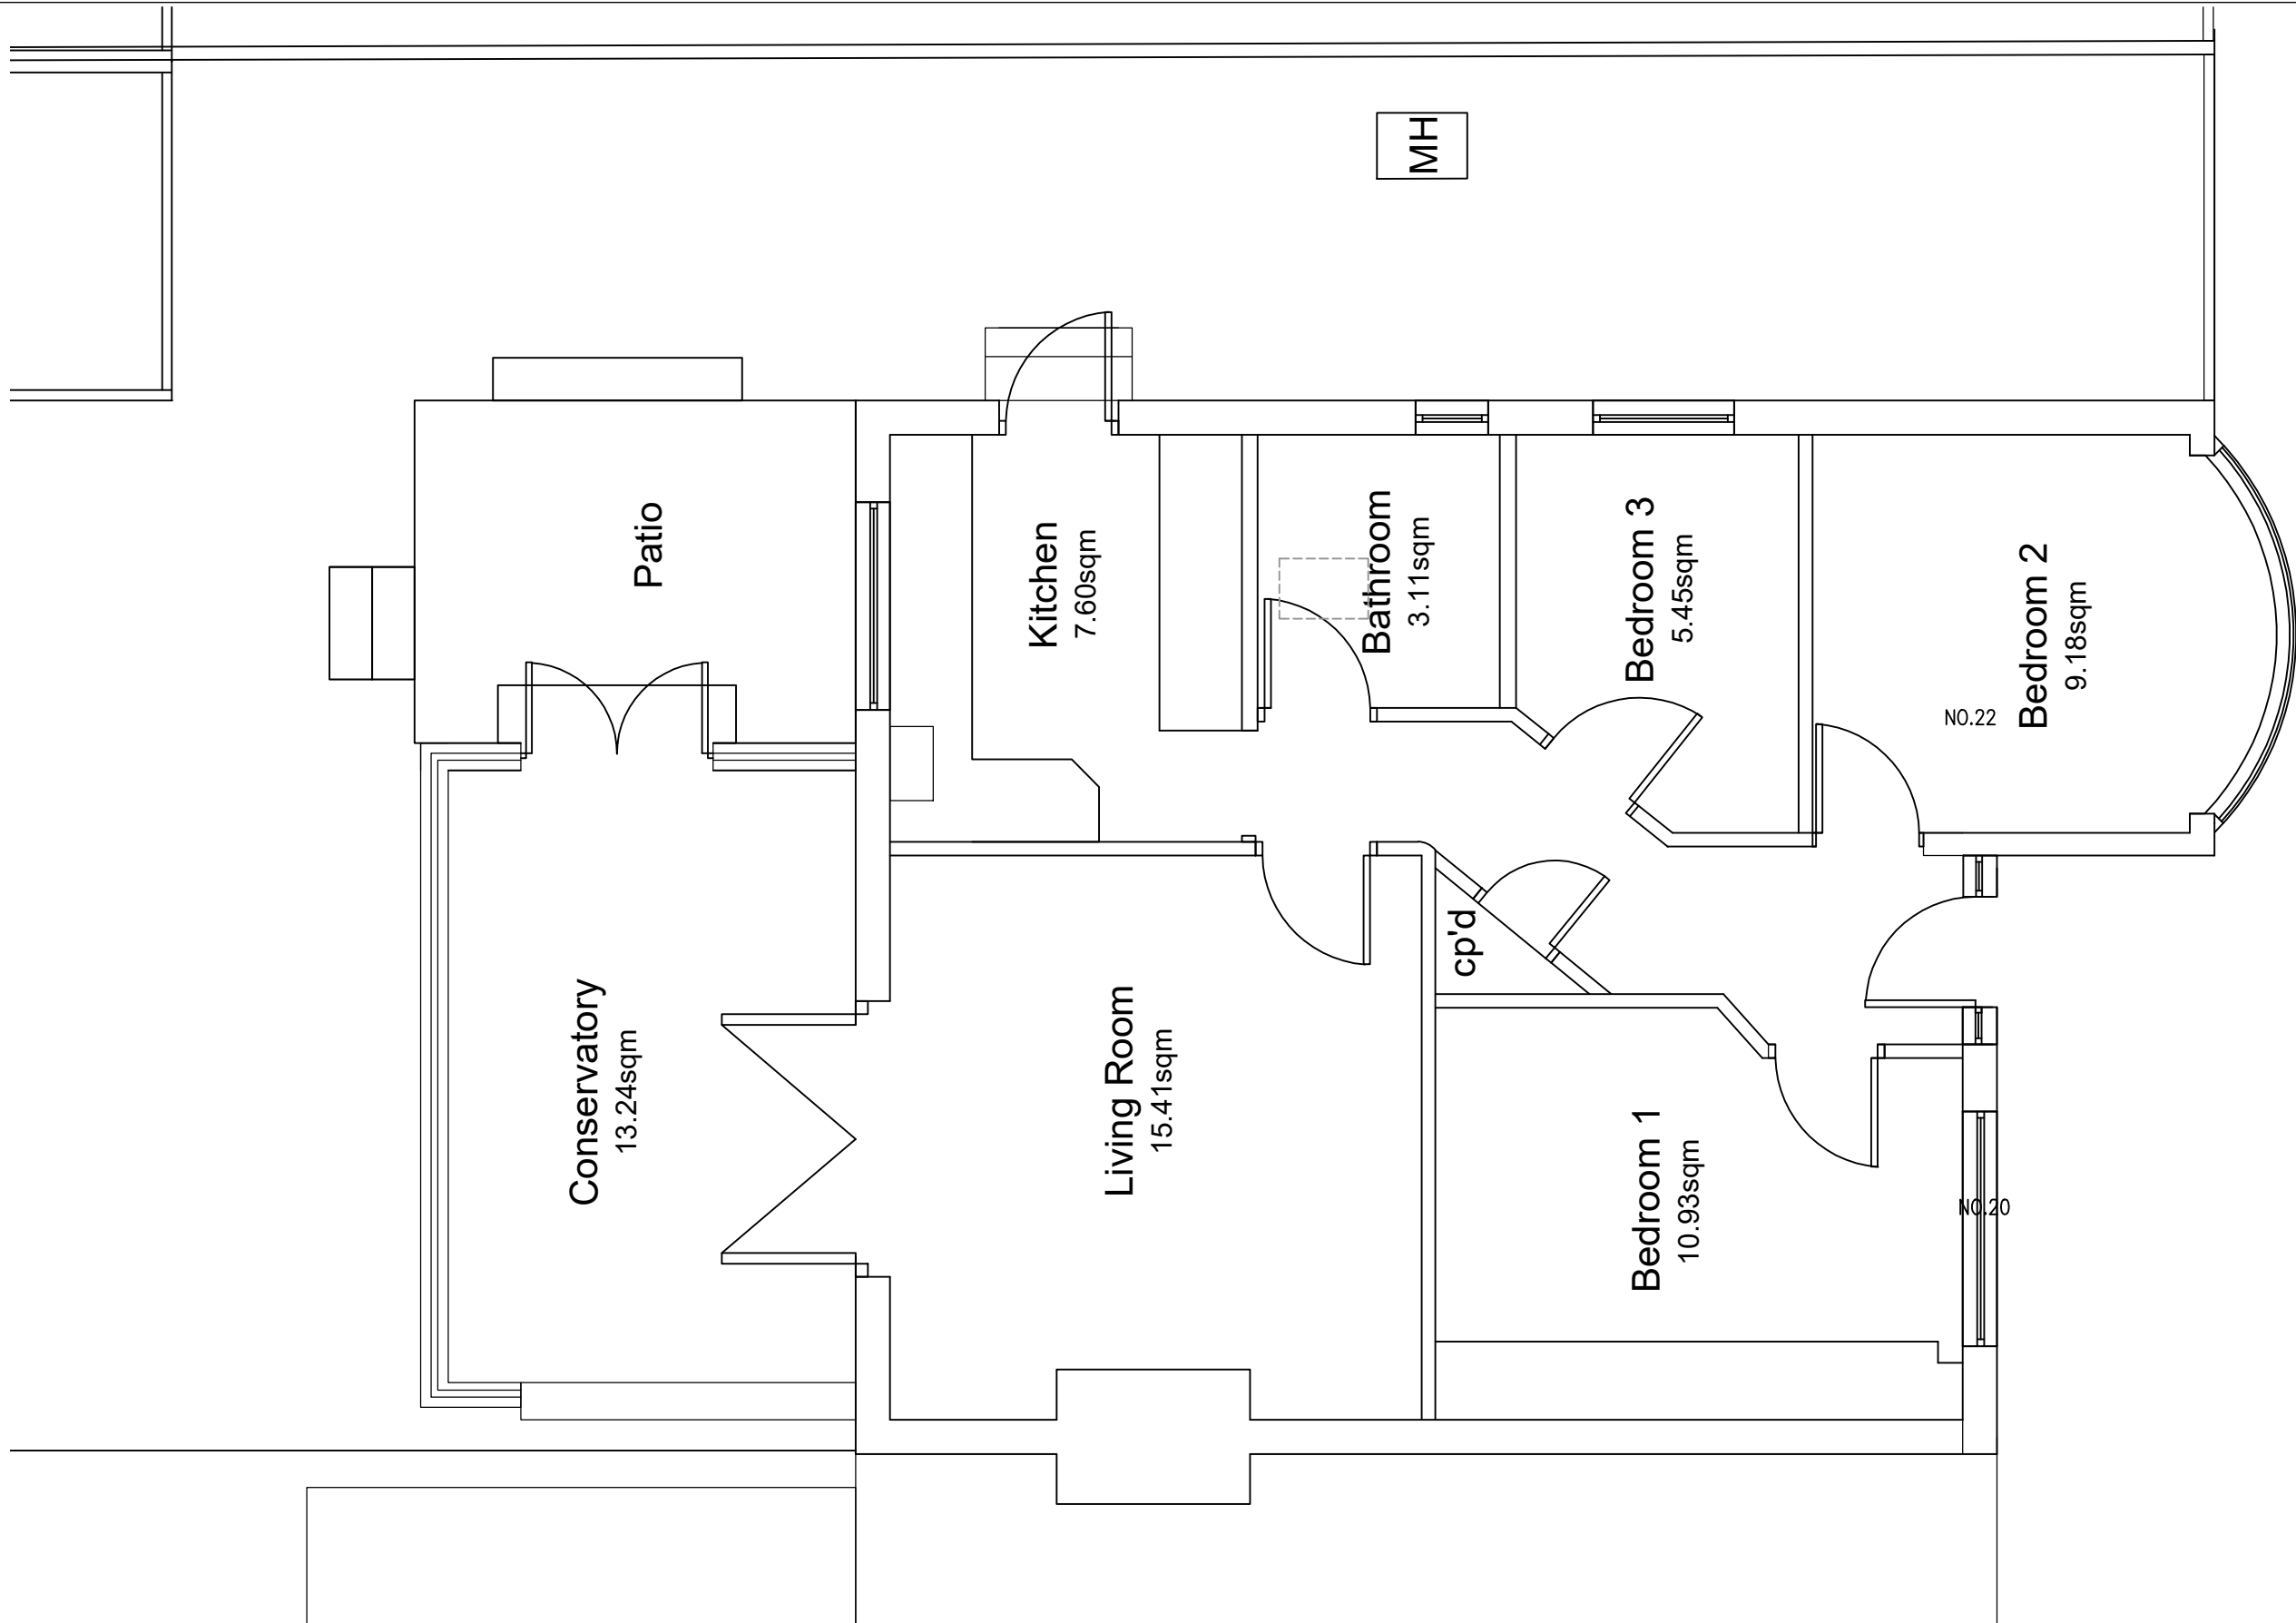 MH
Patio
Kitchen
7.60sqm
Bathroom
3.11sqm
Bedroom 3
5.45sqm
Bedroom 2
9.18sqm
NO.22
Conservatory
13.24sqm
Living Room
15.41sqm
cp'd
Bedroom 1
10.93sqm
NO.20